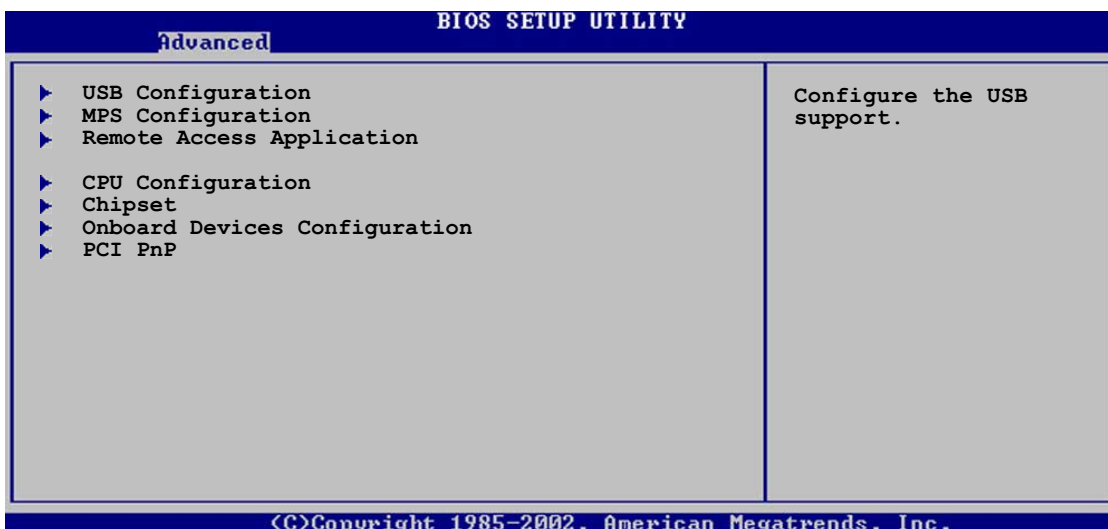 BIOS SETUP UTILITY
Advanced
USB Configuration
MPS Configuration
Remote Access Application
CPU Configuration
Chipset
Onboard Devices Configuration
PCI PnP
Configure the USB
support.
(C)Copyright 1985-2002, American Megatrends, Inc.